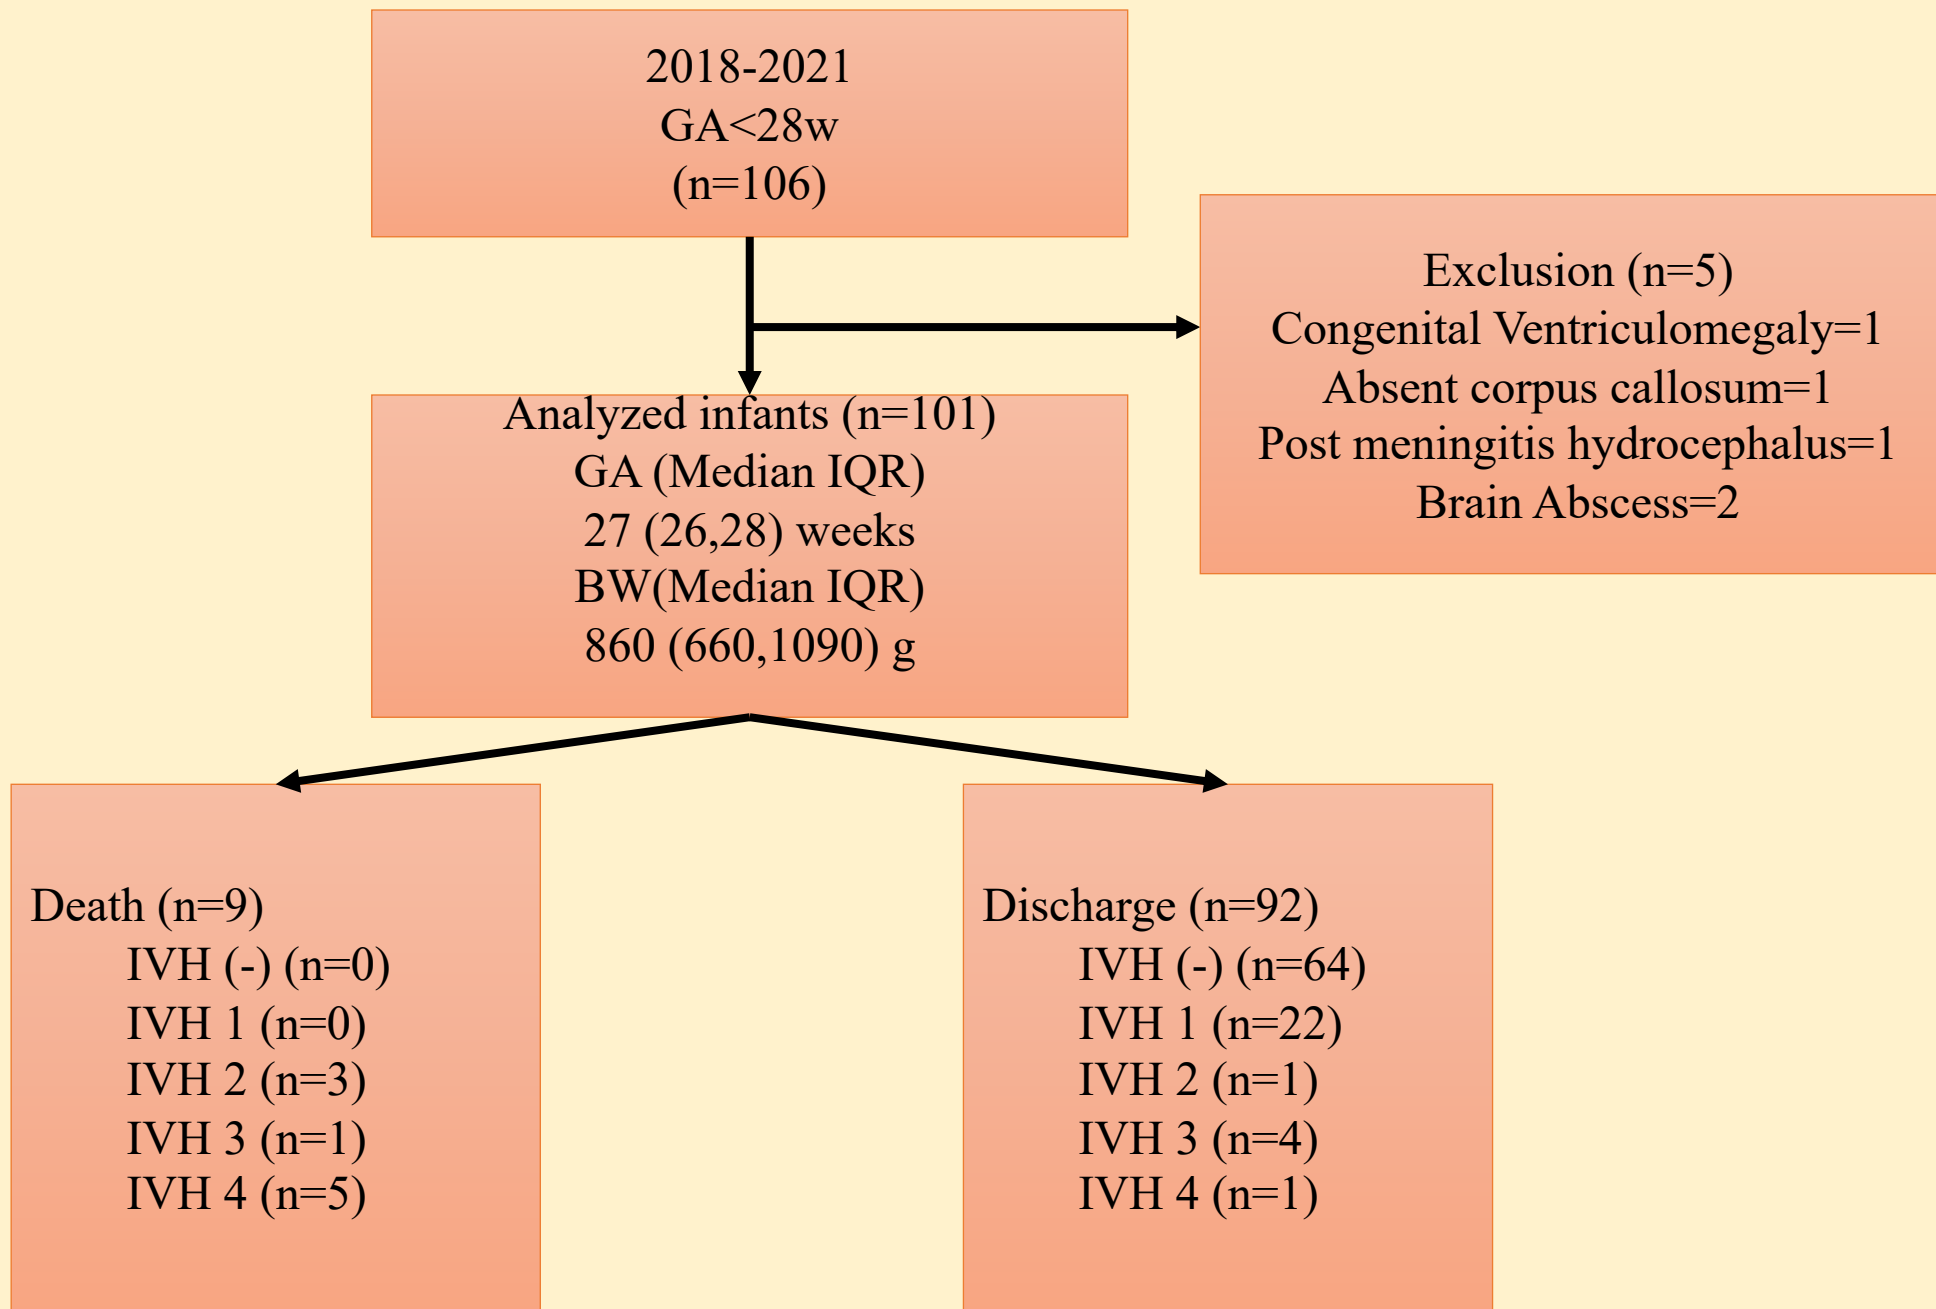 2018-2021
GA<28w
(n=106)
Exclusion (n=5)
Congenital Ventriculomegaly=1
Absent corpus callosum=1
Post meningitis hydrocephalus=1
Brain Abscess=2
Analyzed infants (n=101)
GA (Median IQR)
27 (26,28) weeks
BW(Median IQR)
860 (660,1090) g
Death (n=9)
IVH (-) (n=0)
IVH 1 (n=0)
IVH 2 (n=3)
IVH 3 (n=1)
IVH 4 (n=5)
Discharge (n=92)
IVH (-) (n=64)
IVH 1 (n=22)
IVH 2 (n=1)
IVH 3 (n=4)
IVH 4 (n=1)